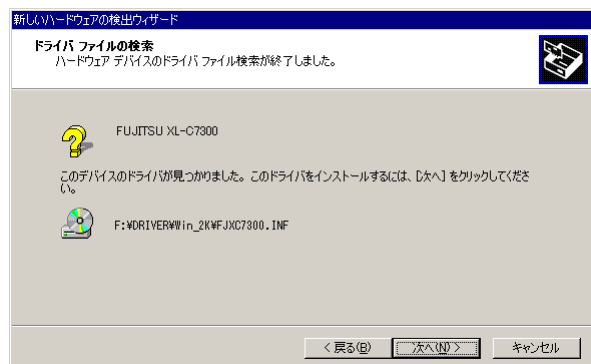 新しいハードウェアの検出ウィザード
ドライバ ファイルの検索
ハードウェア デバイスのドライバ ファイル検索が終了しました。
FUJITSU XL-C7300
このデバイスのドライバが見つかりました。このドライバをインストールするには、[次へ] をクリックしてくださ
い。
F:¥DRIVER¥Win_2K¥FJXC7300.INF
< 戻る(B)
次へ(N) >
キャンセル